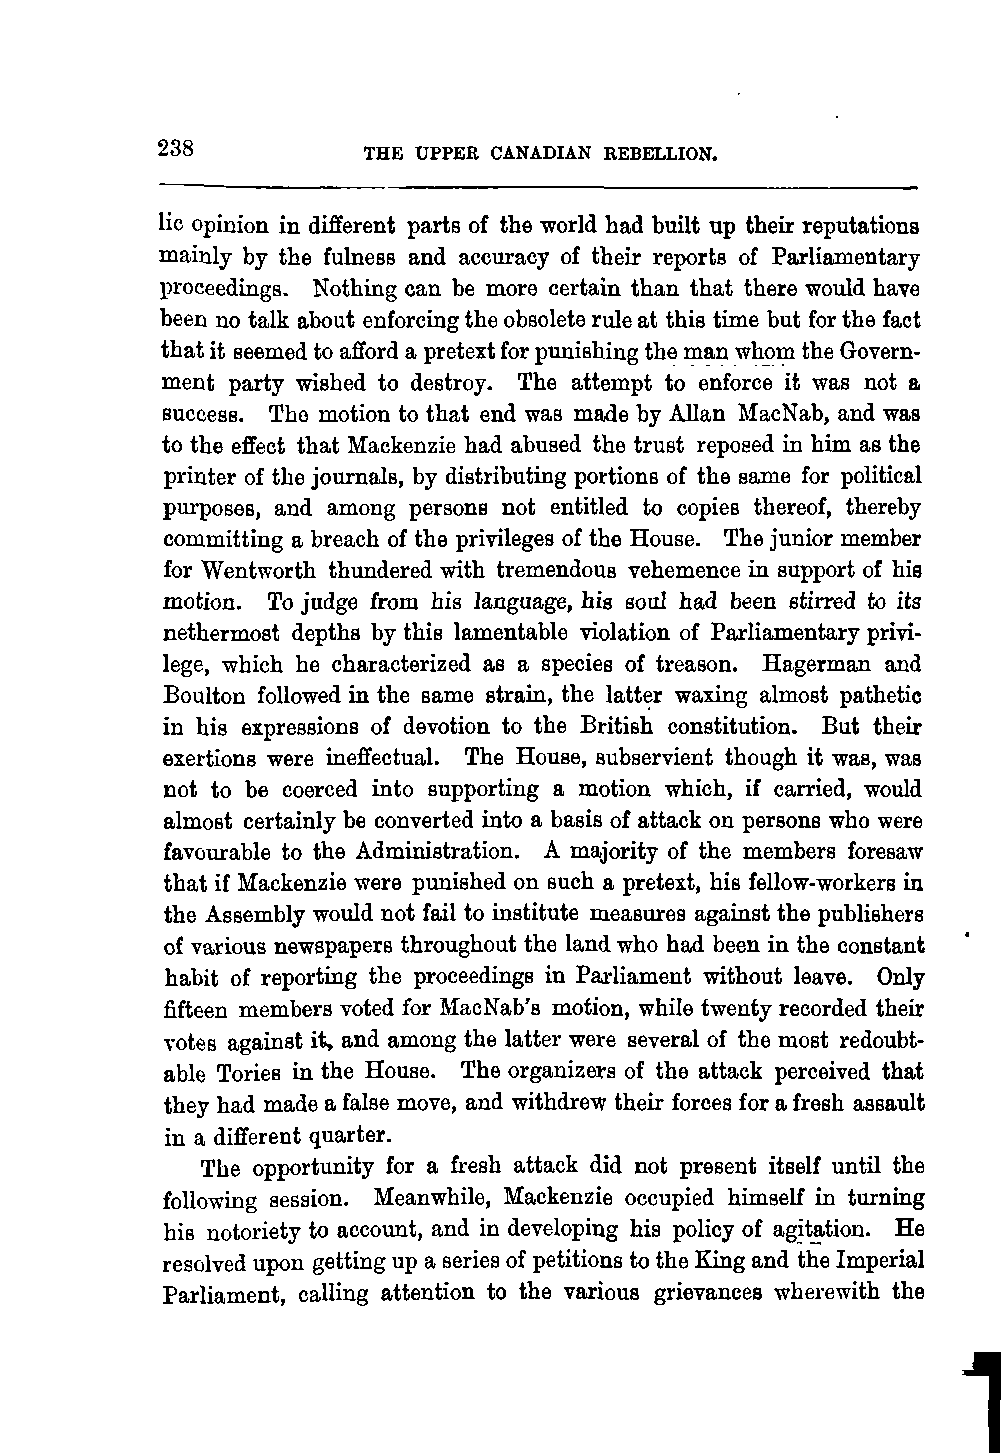 238
THE UPPER CANADIAN REBELLION.
lic opinion in different parts of the world had built up their reputations
mainly by the fulness and accuracy of their reports of Parliamentary
proceedings. Nothing can be more certain than that there would have
been no talk about enforcing the obsolete rule at this time but for the fact
that it seemed to afford a pretext for punishing the man whom the Govern-
ment party wished to destroy. The attempt to enforce it was not a
success. The motion to that end was made by Allan MacNab, and was
to the effect that Mackenzie had abused the trust reposed in him as the
printer of the journals, by distributing portions of the same for political
purposes, and among persons not entitled to copies thereof, thereby
committing a breach of the privileges of the House. The junior member
for Wentworth thundered with tremendous vehemence in support of his
motion. To judge from his language, his soul had been stirred to its
nethermost depths by this lamentable violation of Parliamentary privi-
lege, which he characterized as a species of treason. Hagerman and
Boulton followed in the same strain, the latter waxing almost pathetic
in his expressions of devotion to the British constitution. But their
exertions were ineffectual. The House, subservient though it was, was
not to be coerced into supporting a motion which, if carried, would
almost certainly be converted into a basis of attack on persons who were
favourable to the Administration. A majority of the members foresaw
that if Mackenzie were punished on such a pretext, his fellow-workers in
the Assembly would not fail to institute measures against the publishers
of various newspapers throughout the land who had been in the constant
habit of reporting the proceedings in Parliament without leave. Only
fifteen members voted for MacNab's motion, while twenty recorded their
votes against it, and among the latter were several of the most redoubt-
able Tories in the House. The organizers of the attack perceived that
they had made a false move, and withdrew their forces for a fresh assault
in a different quarter.
The opportunity for a fresh attack did not present itself until the
following session. Meanwhile, Mackenzie occupied himself in turning
his notoriety to account, and in developing his policy of agitation. He
resolved upon getting up a series of petitions to the King and the Imperial
Parliament, calling attention to the various grievances wherewith the